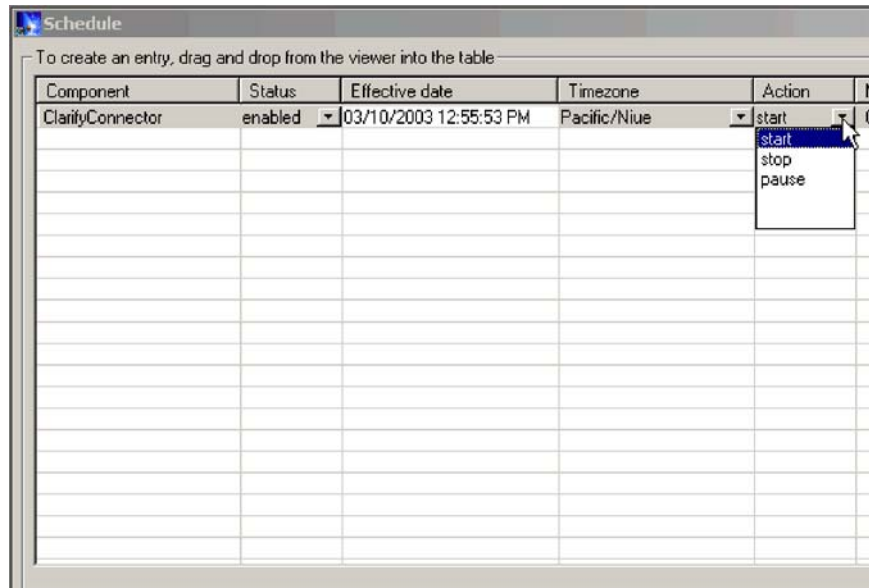 Schedule
To create an entry, drag and drop from the viewer into the table
Component Status Effective date Timezone Action
ClarifyConnector enabled 03/10/2003 12:55:53 PM Pacific/Niue start
start
stop
pause